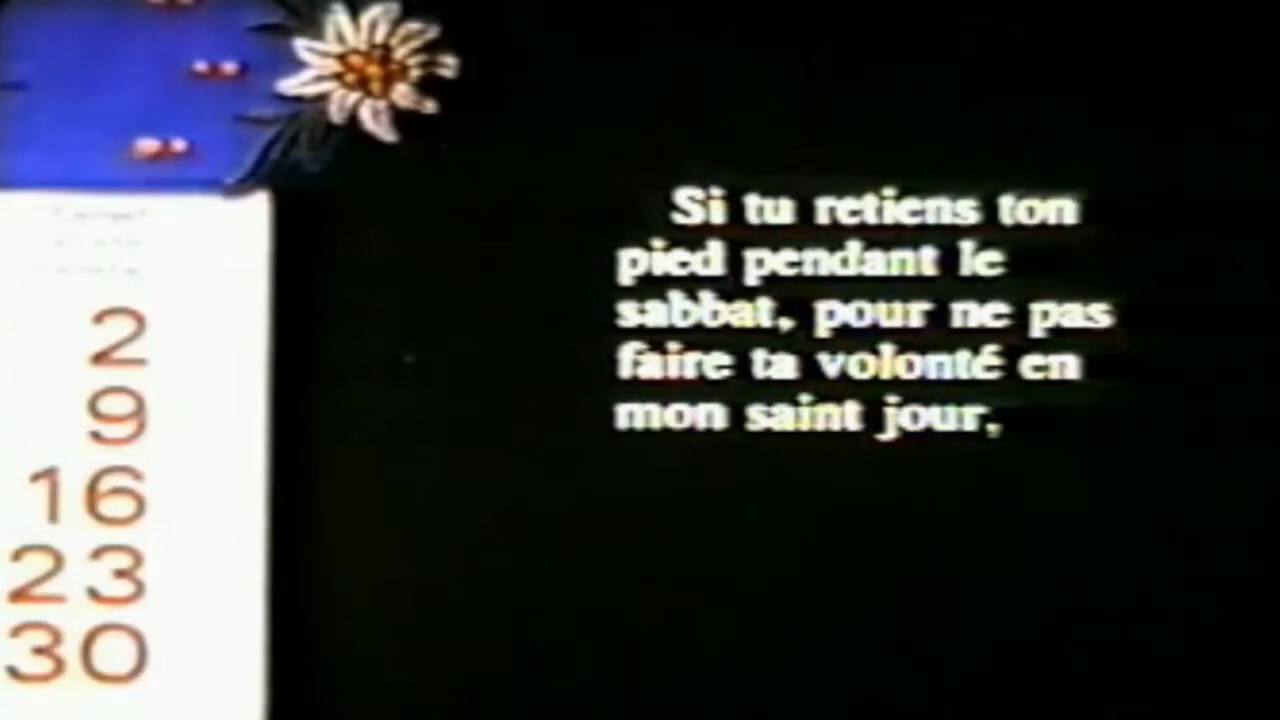 Si tu retiens ton
pied pendant le
sabbat, pour ne pas
faire ta volonté en
mon saint jour,
2
9
16
23
30